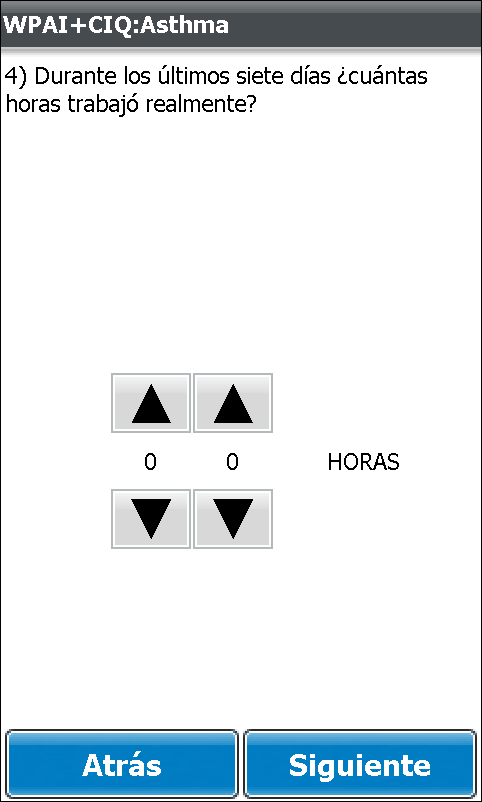 WPAI+CIQ:Asthma
4) Durante los últimos siete días ¿cuántas
horas trabajó realmente?
0 0 HORAS
Atrás Siguiente